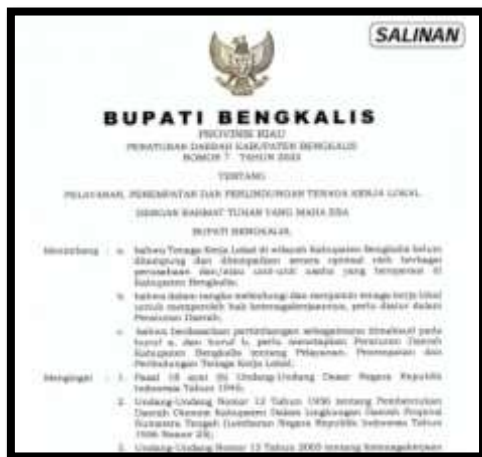 SALINAN
BUPATI BENGKALIS
PROVINSI RIAU
PERATURAN DAERAH KABUPATEN BENGKALIS
NOMOR 7 TAHUN 2022
TENTANG
PELAYANAN, PENEMPATAN DAN PERLINDUNGAN TENAGA KERJA LOKAL
DENGAN RAHMAT TUHAN YANG MAHA ESA
BUPATI BENGKALIS,
Menimbang : a. bahwa Tenaga Kerja Lokal di wilayah Kabupaten Bengkalis belum
ditampung dan ditempatkan secara optimal oleh berbagai
perusahaan dan/atau unit-unit usaha yang beroperasi di
Kabupaten Bengkalis;
b. bahwa dalam rangka melindungi dan menjamin tenaga kerja lokal
untuk memperoleh hak ketenagakerjaannya, perlu diatur dalam
Peraturan Daerah;
c. bahwa berdasarkan pertimbangan sebagaimana dimaksud pada
huruf a, dan huruf b, perlu menetapkan Peraturan Daerah
Kabupaten Bengkalis tentang Pelayanan, Penempatan dan
Perlindungan Tenaga Kerja Lokal;
Mengingat : 1. Pasal 18 ayat (6) Undang-Undang Dasar Negara Republik
Indonesia Tahun 1945;
2. Undang-Undang Nomor 12 Tahun 1956 tentang Pembentukan
Daerah Otonom Kabupaten Dalam Lingkungan Daerah Propinsi
Sumatera Tengah (Lembaran Negara Republik Indonesia Tahun
1956 Nomor 25);
3. Undang-Undang Nomor 13 Tahun 2003 tentang Ketenagakerjaan